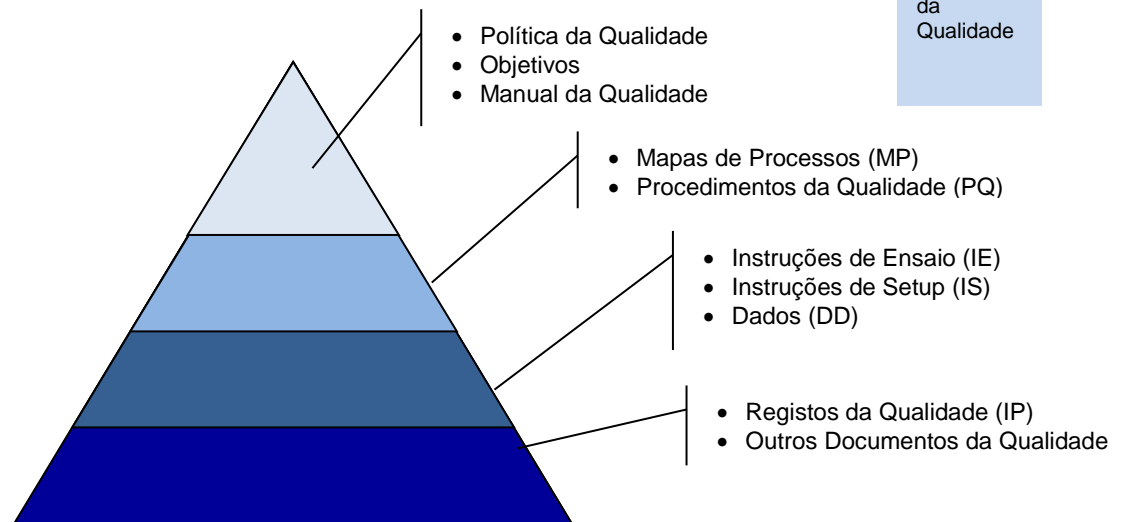 da
Qualidade
• Política da Qualidade
• Objetivos
• Manual da Qualidade
• Mapas de Processos (MP)
• Procedimentos da Qualidade (PQ)
• Instruções de Ensaio (IE)
• Instruções de Setup (IS)
• Dados (DD)
• Registos da Qualidade (IP)
• Outros Documentos da Qualidade